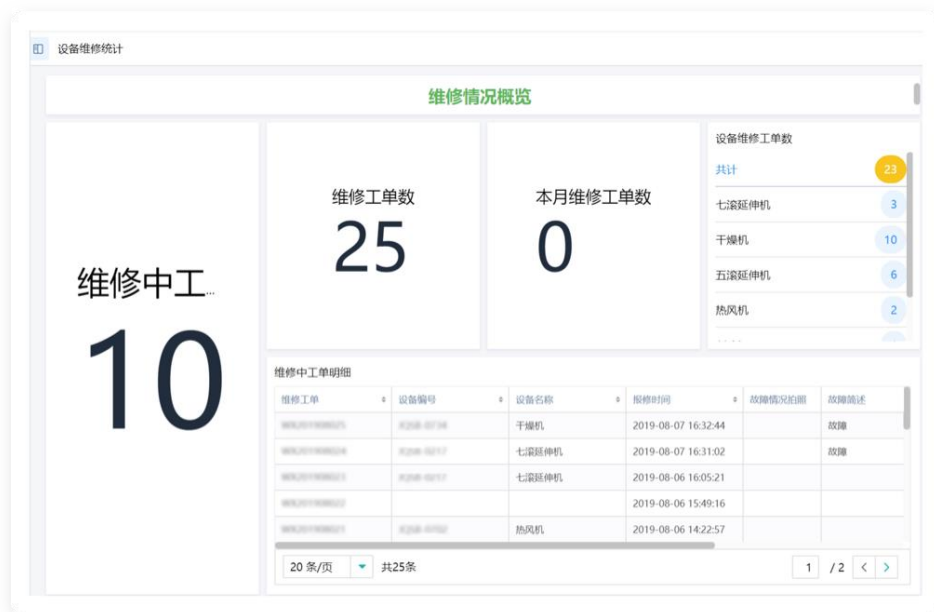 设备维修统计
维修情况概览
维修中工...
10
维修工单数
25
本月维修工单数
0
设备维修工单数
共计 23
七滚延伸机 3
干燥机 10
五滚延伸机 6
热风机 2
维修中工单明细
维修工单 设备编号 设备名称 报修时间 故障情况拍照 故障简述
干燥机 2019-08-07 16:32:44 故障
七滚延伸机 2019-08-07 16:31:02 故障
七滚延伸机 2019-08-06 16:05:21
2019-08-06 15:49:16
热风机 2019-08-06 14:22:57
20 条/页 共25条 1 / 2